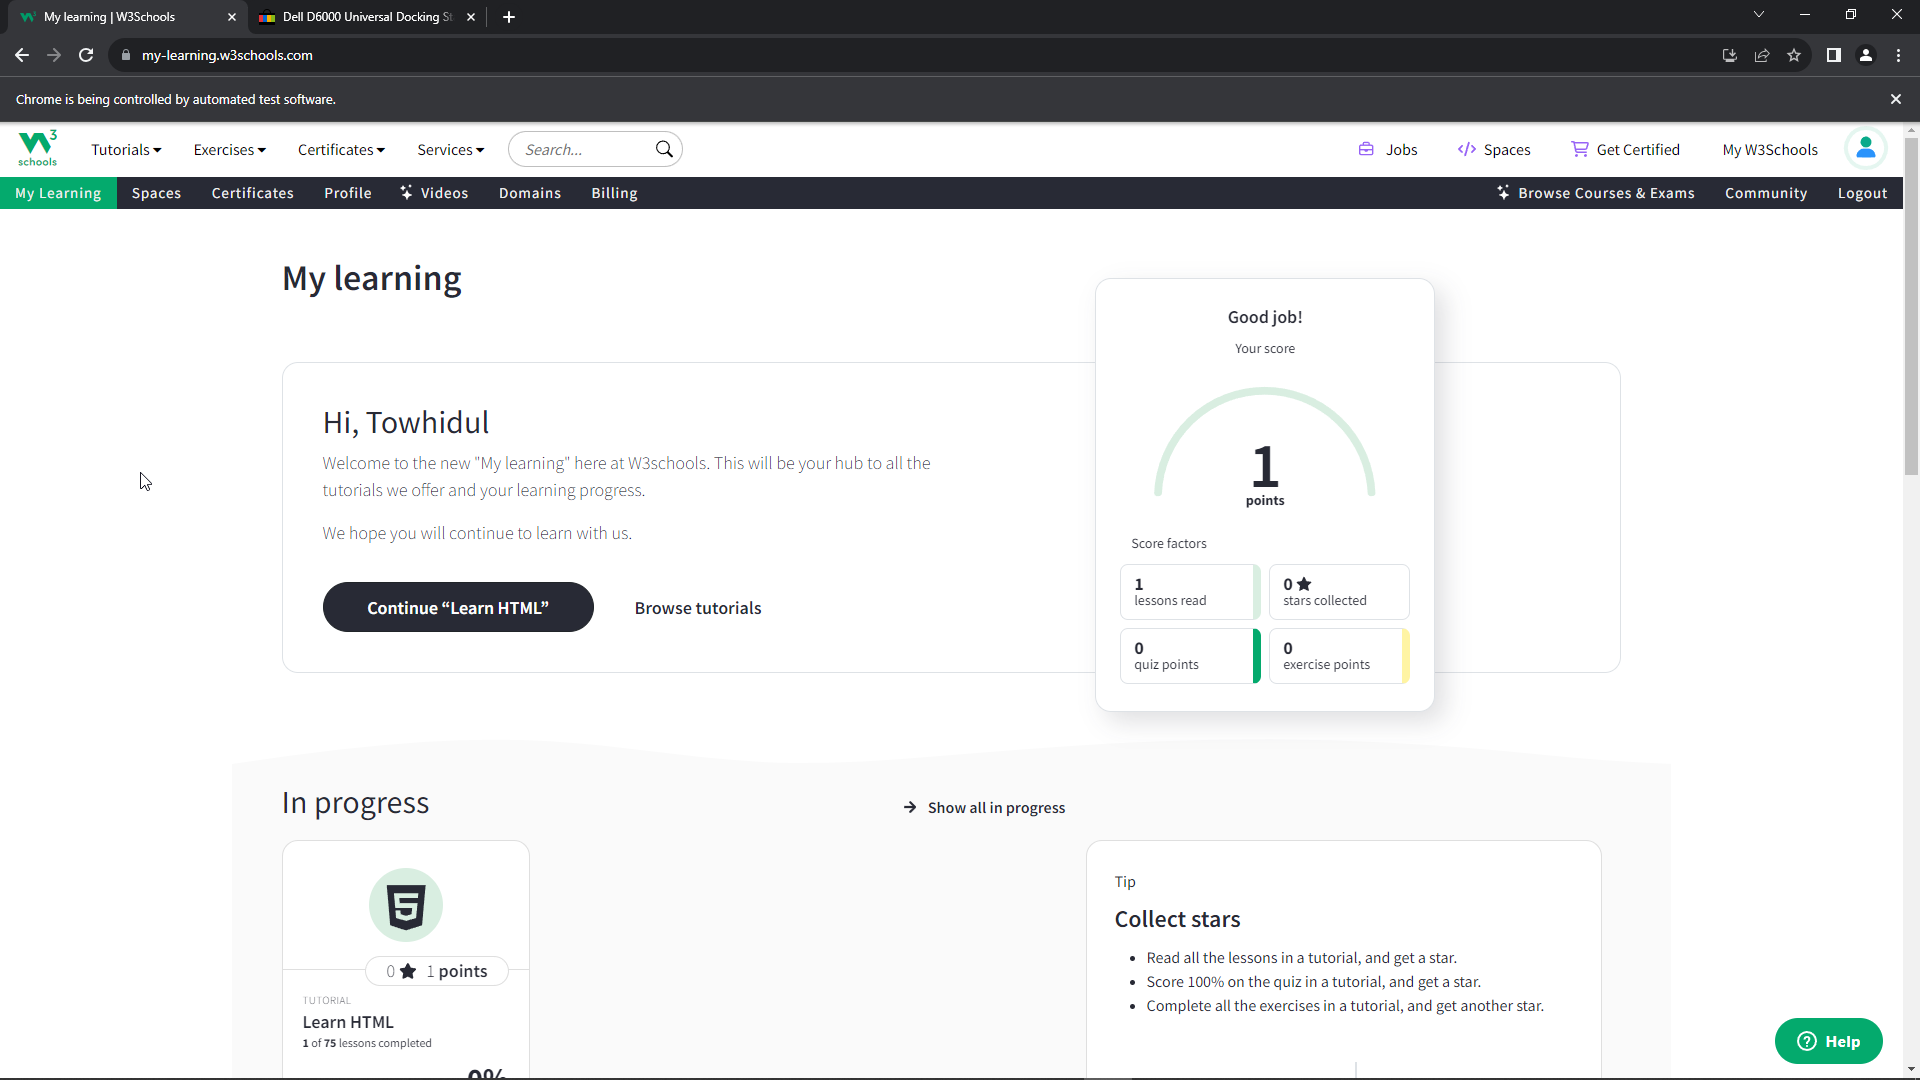 My learning | W3Schools
Dell D6000 Universal Docking St
my-learning.w3schools.com
Chrome is being controlled by automated test software.
W3 schools
Tutorials
Exercises
Certificates
Services
Search...
Jobs
Spaces
Get Certified
My W3Schools
My Learning
Spaces
Certificates
Profile
Videos
Domains
Billing
Browse Courses & Exams
Community
Logout
My learning
Hi, Towhidul
Welcome to the new "My learning" here at W3schools. This will be your hub to all the
tutorials we offer and your learning progress.
We hope you will continue to learn with us.
Continue “Learn HTML”
Browse tutorials
Good job!
Your score
1
points
Score factors
1
lessons read
0
stars collected
0
quiz points
0
exercise points
In progress
Show all in progress
0
1 points
TUTORIAL
Learn HTML
1 of 75 lessons completed
0%
Tip
Collect stars
• Read all the lessons in a tutorial, and get a star.
• Score 100% on the quiz in a tutorial, and get a star.
• Complete all the exercises in a tutorial, and get another star.
Help